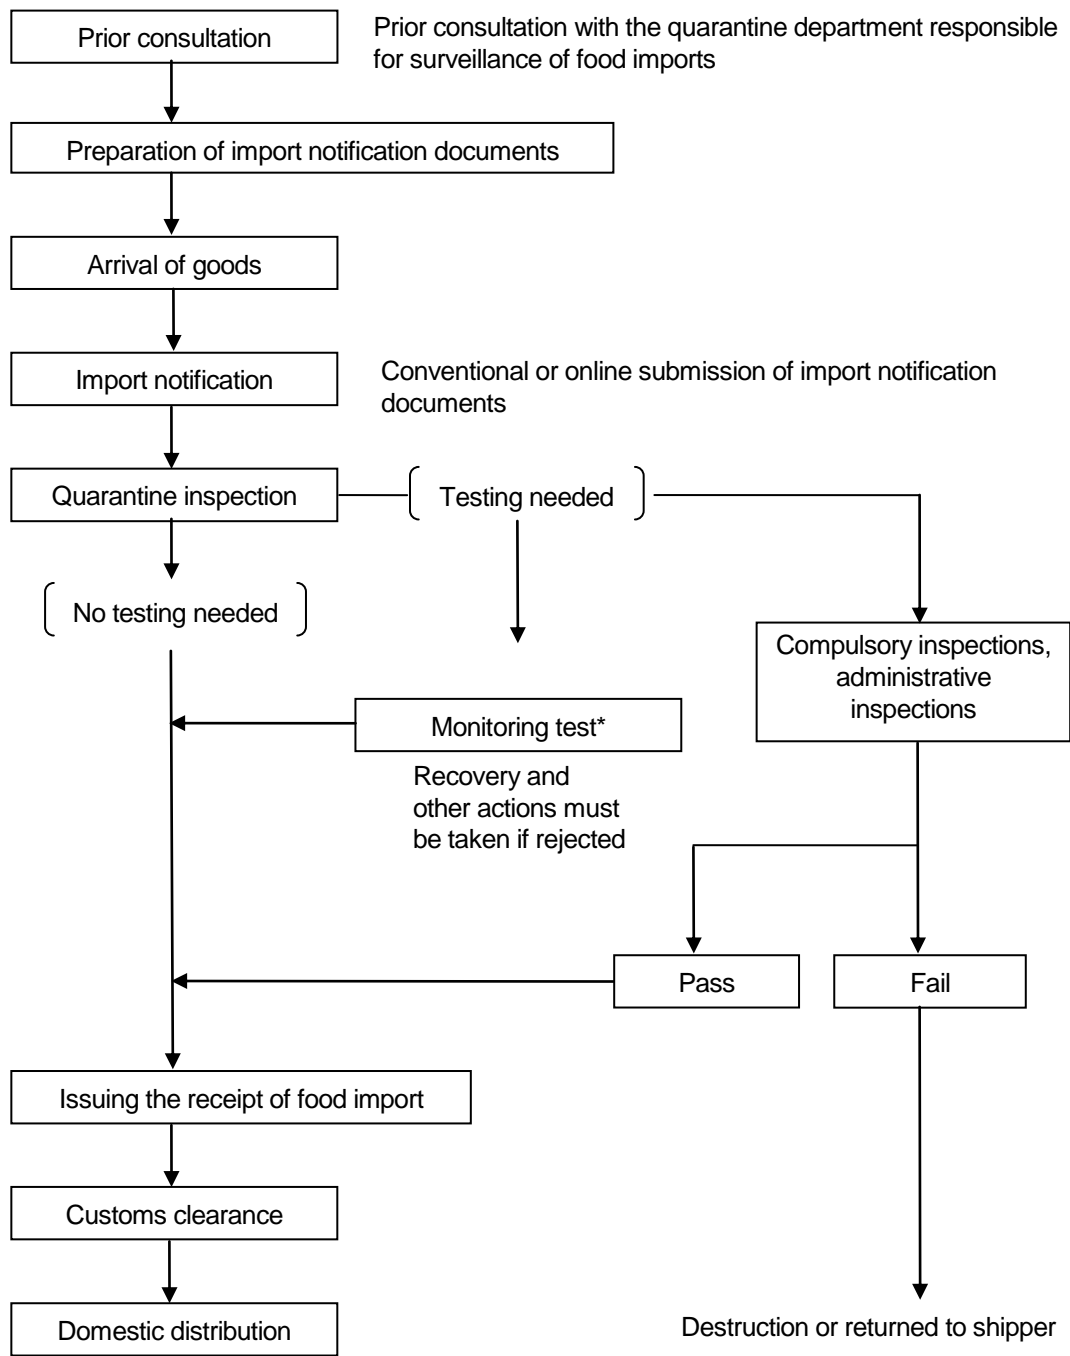 Prior consultation
Prior consultation with the quarantine department responsible
for surveillance of food imports
Preparation of import notification documents
Arrival of goods
Import notification
Conventional or online submission of import notification
documents
Quarantine inspection
Testing needed
No testing needed
Compulsory inspections,
administrative
inspections
Monitoring test*
Recovery and
other actions must
be taken if rejected
Pass
Fail
Issuing the receipt of food import
Customs clearance
Domestic distribution
Destruction or returned to shipper